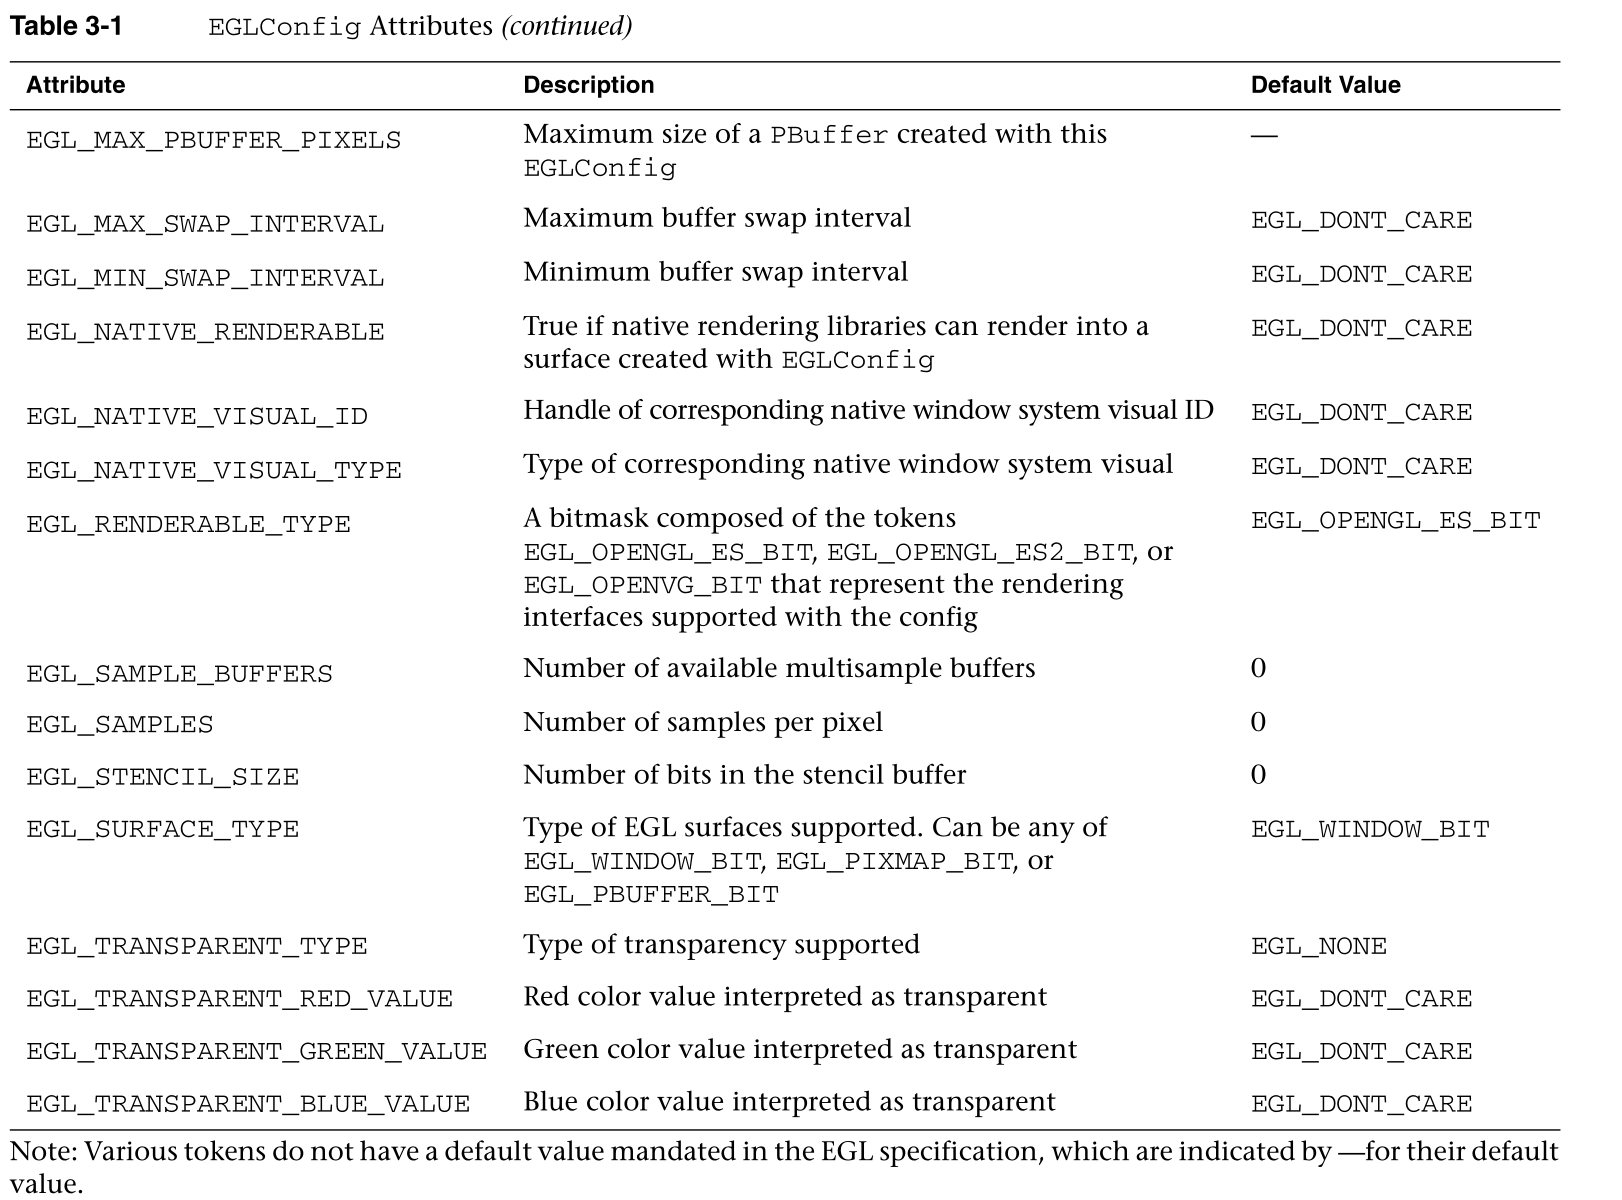 Table 3-1 EGLConfig Attributes (continued)
Attribute Description Default Value
EGL_MAX_PBUFFER_PIXELS Maximum size of a PBuffer created with this —
EGLConfig
EGL_MAX_SWAP_INTERVAL Maximum buffer swap interval EGL_DONT_CARE
EGL_MIN_SWAP_INTERVAL Minimum buffer swap interval EGL_DONT_CARE
EGL_NATIVE_RENDERABLE True if native rendering libraries can render into a EGL_DONT_CARE
surface created with EGLConfig
EGL_NATIVE_VISUAL_ID Handle of corresponding native window system visual ID EGL_DONT_CARE
EGL_NATIVE_VISUAL_TYPE Type of corresponding native window system visual EGL_DONT_CARE
EGL_RENDERABLE_TYPE A bitmask composed of the tokens EGL_OPENGL_ES_BIT
EGL_OPENGL_ES_BIT, EGL_OPENGL_ES2_BIT, or
EGL_OPENVG_BIT that represent the rendering
interfaces supported with the config
EGL_SAMPLE_BUFFERS Number of available multisample buffers 0
EGL_SAMPLES Number of samples per pixel 0
EGL_STENCIL_SIZE Number of bits in the stencil buffer 0
EGL_SURFACE_TYPE Type of EGL surfaces supported. Can be any of EGL_WINDOW_BIT
EGL_WINDOW_BIT, EGL_PIXMAP_BIT, or
EGL_PBUFFER_BIT
EGL_TRANSPARENT_TYPE Type of transparency supported EGL_NONE
EGL_TRANSPARENT_RED_VALUE Red color value interpreted as transparent EGL_DONT_CARE
EGL_TRANSPARENT_GREEN_VALUE Green color value interpreted as transparent EGL_DONT_CARE
EGL_TRANSPARENT_BLUE_VALUE Blue color value interpreted as transparent EGL_DONT_CARE
Note: Various tokens do not have a default value mandated in the EGL specification, which are indicated by —for their default
value.